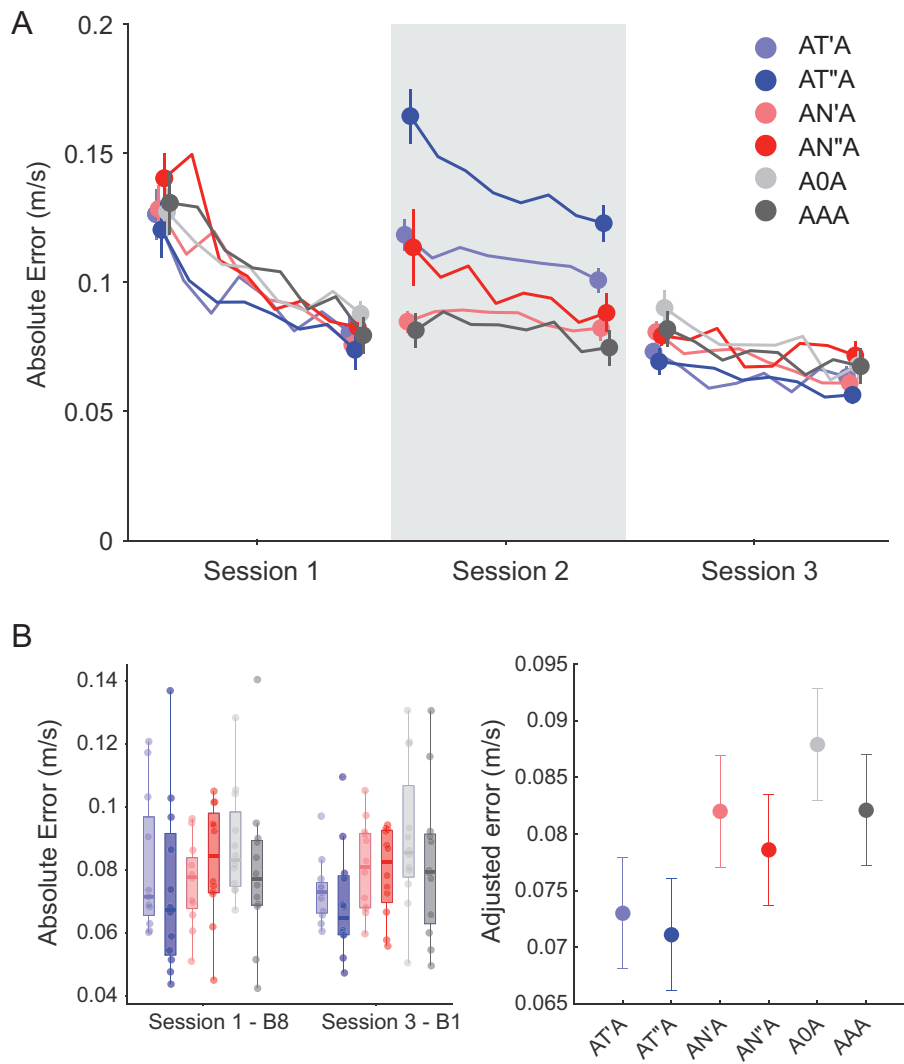 A
0.2
0.15
0.1
0.05
0
Absolute Error (m/s)
Session 1
Session 2
Session 3
AT'A
AT"A
AN'A
AN"A
A0A
AAA
B
0.14
0.12
0.1
0.08
0.06
0.04
Absolute Error (m/s)
Session 1 - B8
Session 3 - B1
0.095
0.09
0.085
0.08
0.075
0.07
0.065
Adjusted error (m/s)
AT'A
AT"A
AN'A
AN"A
A0A
AAA